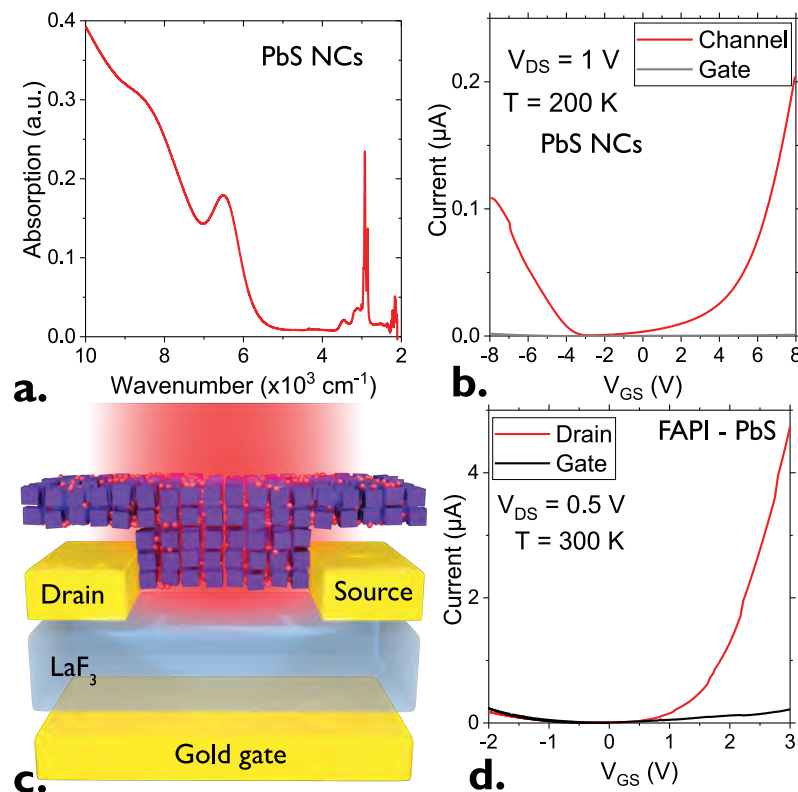 0.4
0.3
0.2
0.1
0.0
Absorption (a.u.)
PbS NCs
10 8 6 4 2
Wavenumber (x10³ cm⁻¹)
a.
0,2
0,1
0,0
Current (µA)
Channel
Gate
V_DS = 1 V
T = 200 K
PbS NCs
-8 -6 -4 -2 0 2 4 6 8
V_GS (V)
b.
Drain
Source
LaF₃
Gold gate
c.
4
2
0
Current (µA)
Drain
Gate
FAPI - PbS
V_DS = 0.5 V
T = 300 K
-2 -1 0 1 2 3
V_GS (V)
d.